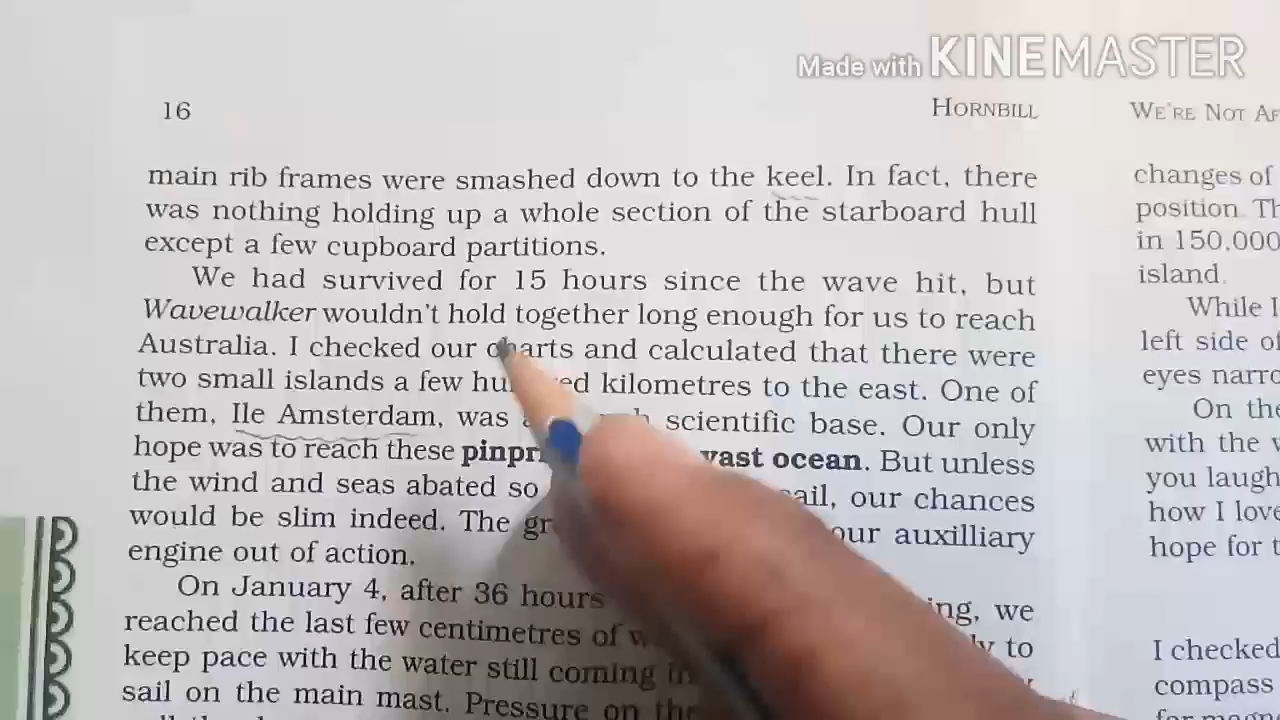 Made with KINEMASTER
16 HORNBILL
main rib frames were smashed down to the keel. In fact, there
was nothing holding up a whole section of the starboard hull
except a few cupboard partitions.
We had survived for 15 hours since the wave hit, but
Wavewalker wouldn't hold together long enough for us to reach
Australia. I checked our charts and calculated that there were
two small islands a few kilometres to the east. One of
them, Ile Amsterdam, was scientific base. Our only
hope was to reach these vast ocean. But unless
the wind and seas abated so our chances
would be slim indeed. The our auxilliary
engine out of action.
On January 4, after 36 hours we
reached the last few centimetres of to
keep pace with the water still coming
sail on the main mast. Pressure on
WE'RE NOT
changes of
position.
in 150,000
island.
While
left side of
eyes
On
with the
you
how I
hope for
I checked
compass